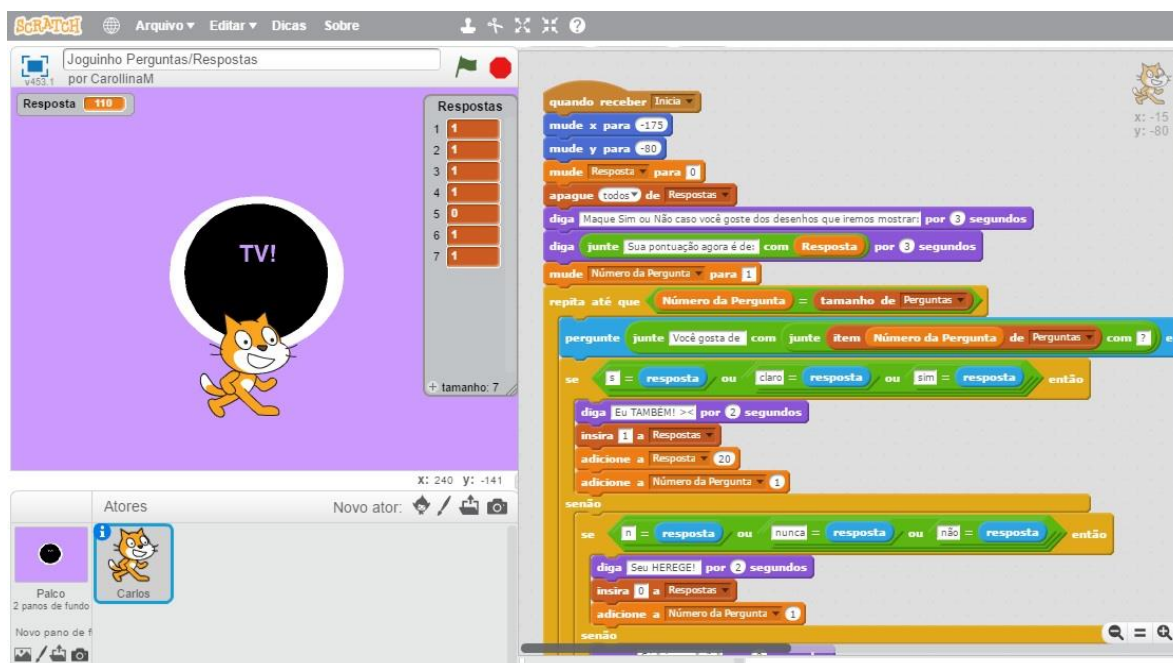 SCRATCH Arquivo Editar Dicas Sobre
Joguinho Perguntas/Respostas
v453.1 por CarollinaM
Resposta 110
Respostas
1 1
2 1
3 1
4 1
5 0
6 1
7 1
+ tamanho: 7
TV!
x: 240 y: -141
Atores
Novo ator:
Palco
2 panos de fundo
Carlos
Novo pano de f
x: -15
y: -80
quando receber Inicia
mude x para -175
mude y para -80
mude Resposta para 0
apague todos de Respostas
diga Maque Sim ou Não caso você goste dos desenhos que iremos mostrar: por 3 segundos
diga junte Sua pontuação agora é de: com Resposta por 3 segundos
mude Número da Pergunta para 1
repita até que Número da Pergunta = tamanho de Perguntas
pergunte junte Você gosta de com junte item Número da Pergunta de Perguntas com ? e
se s = resposta ou claro = resposta ou sim = resposta então
diga Eu TAMBÉM! >< por 2 segundos
insira 1 a Respostas
adicione a Resposta 20
adicione a Número da Pergunta 1
senão
se n = resposta ou nunca = resposta ou não = resposta então
diga Seu HEREGE! por 2 segundos
insira 0 a Respostas
adicione a Número da Pergunta 1
senão